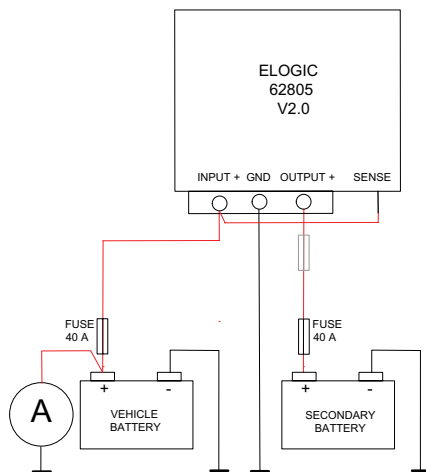 ELOGIC
62805
V2.0
INPUT + GND OUTPUT + SENSE
FUSE
40 A
FUSE
40 A
+ -
+ -
A
VEHICLE
BATTERY
SECONDARY
BATTERY